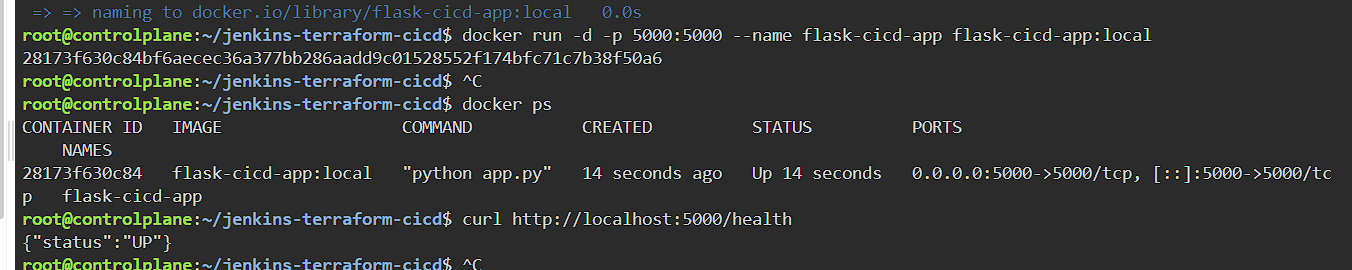 => => naming to docker.io/library/flask-cicd-app:local 0.0s
root@controlplane:~/jenkins-terraform-cicd$ docker run -d -p 5000:5000 --name flask-cicd-app flask-cicd-app:local
28173f630c84bf6aecec36a377bb286aadd9c01528552f174bfc71c7b38f50a6
root@controlplane:~/jenkins-terraform-cicd$ ^C
root@controlplane:~/jenkins-terraform-cicd$ docker ps
CONTAINER ID   IMAGE                  COMMAND           CREATED          STATUS          PORTS
    NAMES
28173f630c84   flask-cicd-app:local   "python app.py"   14 seconds ago   Up 14 seconds   0.0.0.0:5000->5000/tcp, [::]:5000->5000/tc
p   flask-cicd-app
root@controlplane:~/jenkins-terraform-cicd$ curl http://localhost:5000/health
{"status":"UP"}
root@controlplane:~/jenkins-terraform-cicd$ ^C